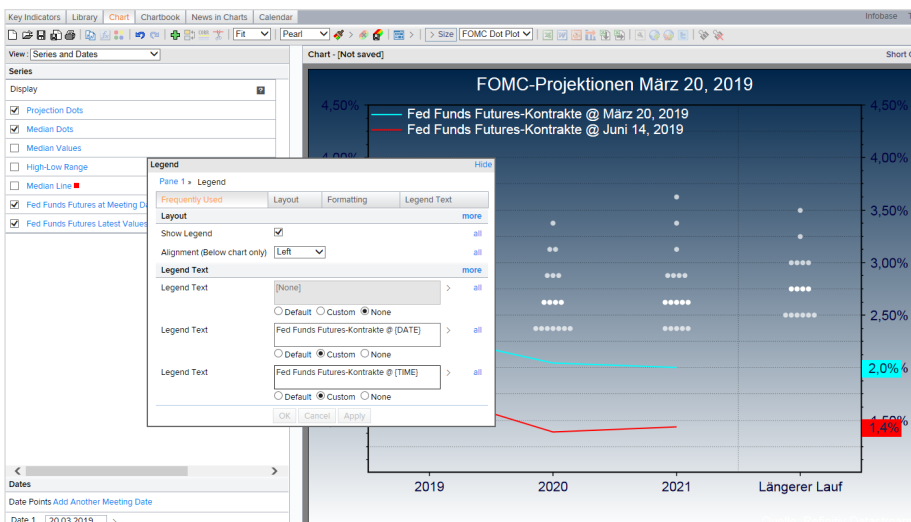 Key Indicators Library Chart Chartbook News in Charts Calendar Infobase
Fit Pearl > Size FOMC Dot Plot
View: Series and Dates
Chart - [Not saved] Short
Series
Display ?
Projection Dots
Median Dots
Median Values
High-Low Range
Median Line
Fed Funds Futures at Meeting
Fed Funds Futures Latest Values
Legend Hide
Pane 1 » Legend
Frequently Used Layout Formatting Legend Text
Layout more
Show Legend all
Alignment (Below chart only) Left all
Legend Text more
Legend Text [None] > all
Default Custom None
Legend Text Fed Funds Futures-Kontrakte @ {DATE} > all
Default Custom None
Legend Text Fed Funds Futures-Kontrakte @ {TIME} > all
Default Custom None
OK Cancel Apply
FOMC-Projektionen März 20, 2019
Fed Funds Futures-Kontrakte @ März 20, 2019
Fed Funds Futures-Kontrakte @ Juni 14, 2019
4,50% 4,50%
4,00%
3,50%
3,00%
2,50%
2,0%
1,4%
2019 2020 2021 Längerer Lauf
Dates
Date Points Add Another Meeting Date
Date 1 20.03.2019 >